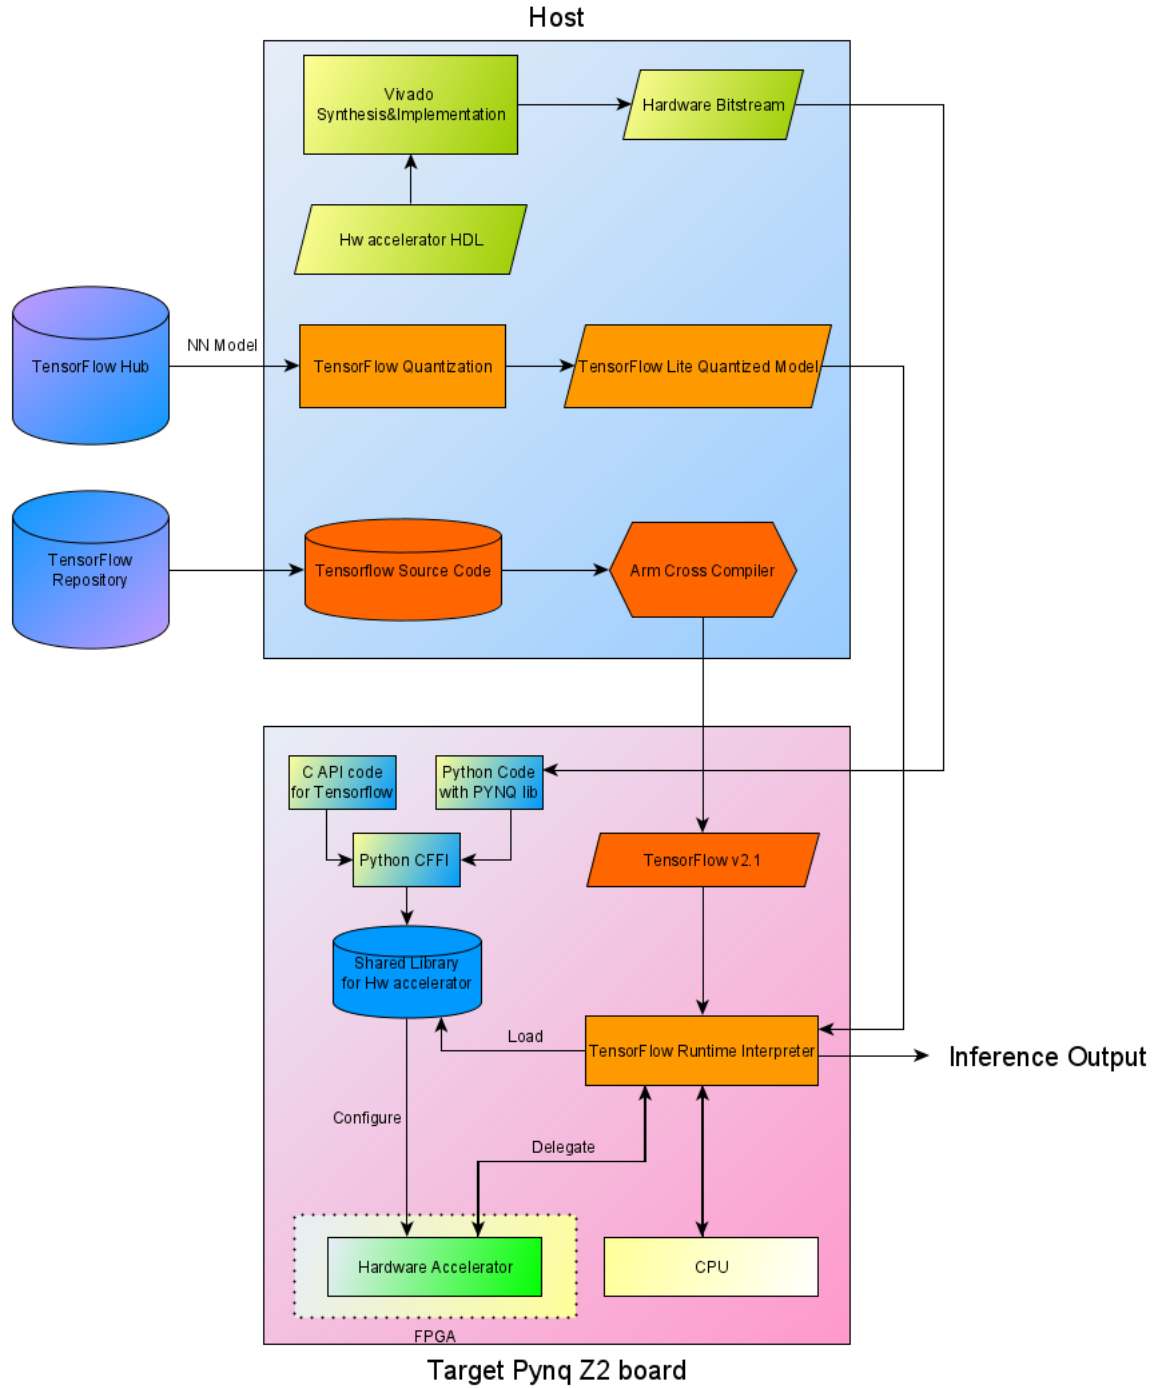 Host
Vivado
Synthesis&Implementation
Hardware Bitstream
Hw accelerator HDL
TensorFlow Hub
NN Model
TensorFlow Quantization
TensorFlow Lite Quantized Model
TensorFlow
Repository
Tensorflow Source Code
Arm Cross Compiler
C API code
for Tensorflow
Python Code
with PYNQ lib
Python CFFI
TensorFlow v2.1
Shared Library
for Hw accelerator
Load
TensorFlow Runtime Interpreter
Inference Output
Configure
Delegate
Hardware Accelerator
CPU
FPGA
Target Pynq Z2 board